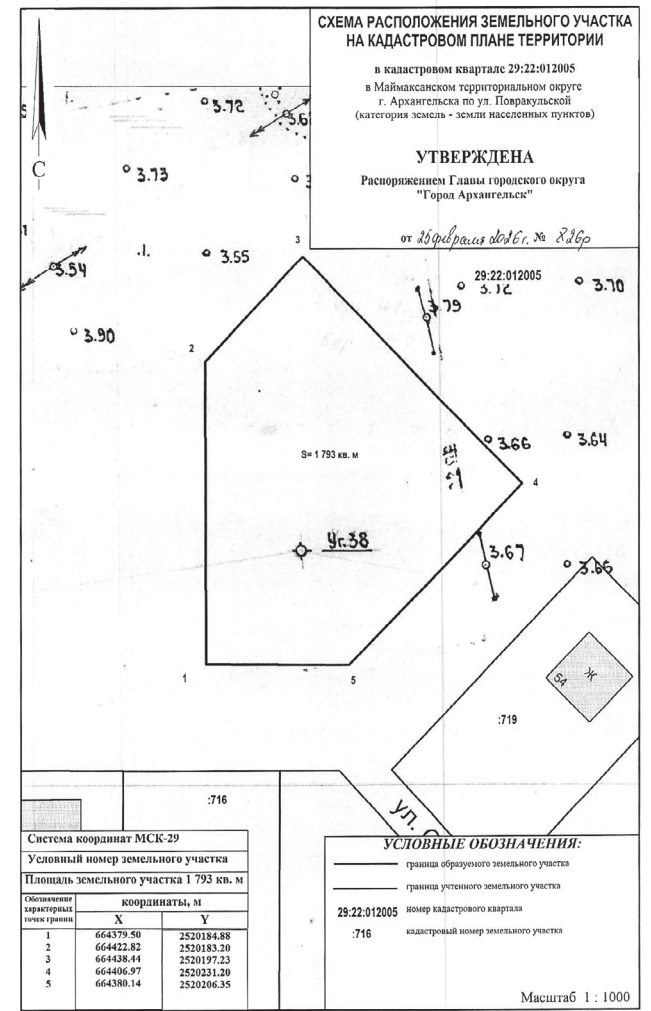 СХЕМА РАСПОЛОЖЕНИЯ ЗЕМЕЛЬНОГО УЧАСТКА
НА КАДАСТРОВОМ ПЛАНЕ ТЕРРИТОРИИ
в кадастровом квартале 29:22:012005
в Маймаксанском территориальном округе
г. Архангельска по ул. Повракульской
(категория земель - земли населенных пунктов)
УТВЕРЖДЕНА
Распоряжением Главы городского округа
"Город Архангельск"
от 25 февраля 2026 г. № 826р
С
3.72
3.73
3
3.55
3.54
29:22:012005
3.79
3.70
3.90
2
S= 1 793 кв. м
3.66
3.64
4
Уг.38
3.67
3.66
1
5
54
Ж
:719
:716
ул.
Система координат МСК-29
Условный номер земельного участка
Площадь земельного участка 1 793 кв. м
Обозначение характерных точек границ
координаты, м
X Y
1 664379.50 2520184.88
2 664422.82 2520183.20
3 664438.44 2520197.23
4 664406.97 2520231.20
5 664380.14 2520206.35
УСЛОВНЫЕ ОБОЗНАЧЕНИЯ:
граница образуемого земельного участка
граница учтенного земельного участка
29:22:012005 номер кадастрового квартала
:716 кадастровый номер земельного участка
Масштаб 1 : 1000